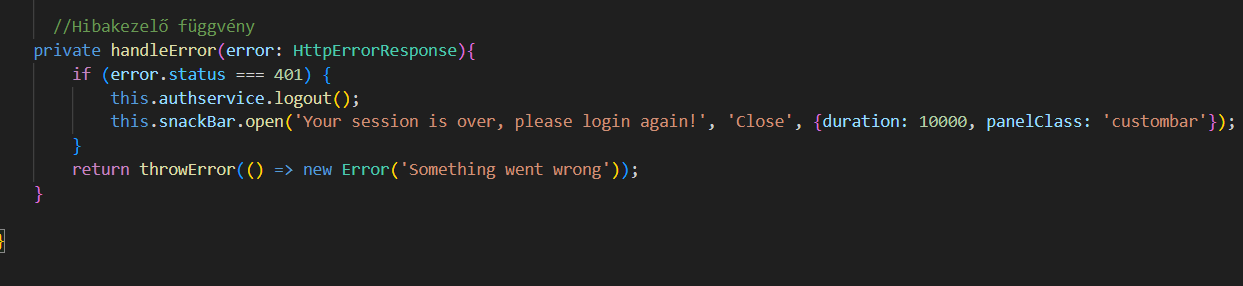 //Hibakezelő függvény
private handleError(error: HttpErrorResponse){
if (error.status === 401) {
this.authservice.logout();
this.snackBar.open('Your session is over, please login again!', 'Close', {duration: 10000, panelClass: 'custombar'});
}
return throwError(() => new Error('Something went wrong'));
}
}